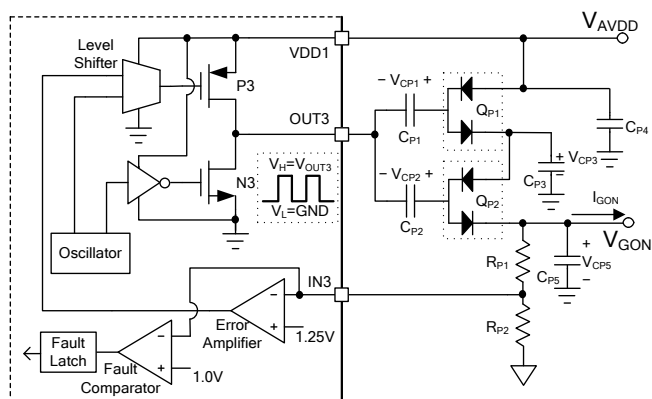 Level
Shifter
VDD1
V_AVDD
P3
− V_CP1 +
Q_P1
OUT3
C_P1
C_P4
N3
V_H=V_OUT3
V_L=GND
− V_CP2 +
Q_P2
C_P2
+ V_CP3
C_P3
−
I_GON
V_GON
Oscillator
R_P1
+
V_CP5
C_P5
−
IN3
−
+
Error
Amplifier
1.25V
R_P2
Fault
Latch
−
+
Fault
Comparator
1.0V